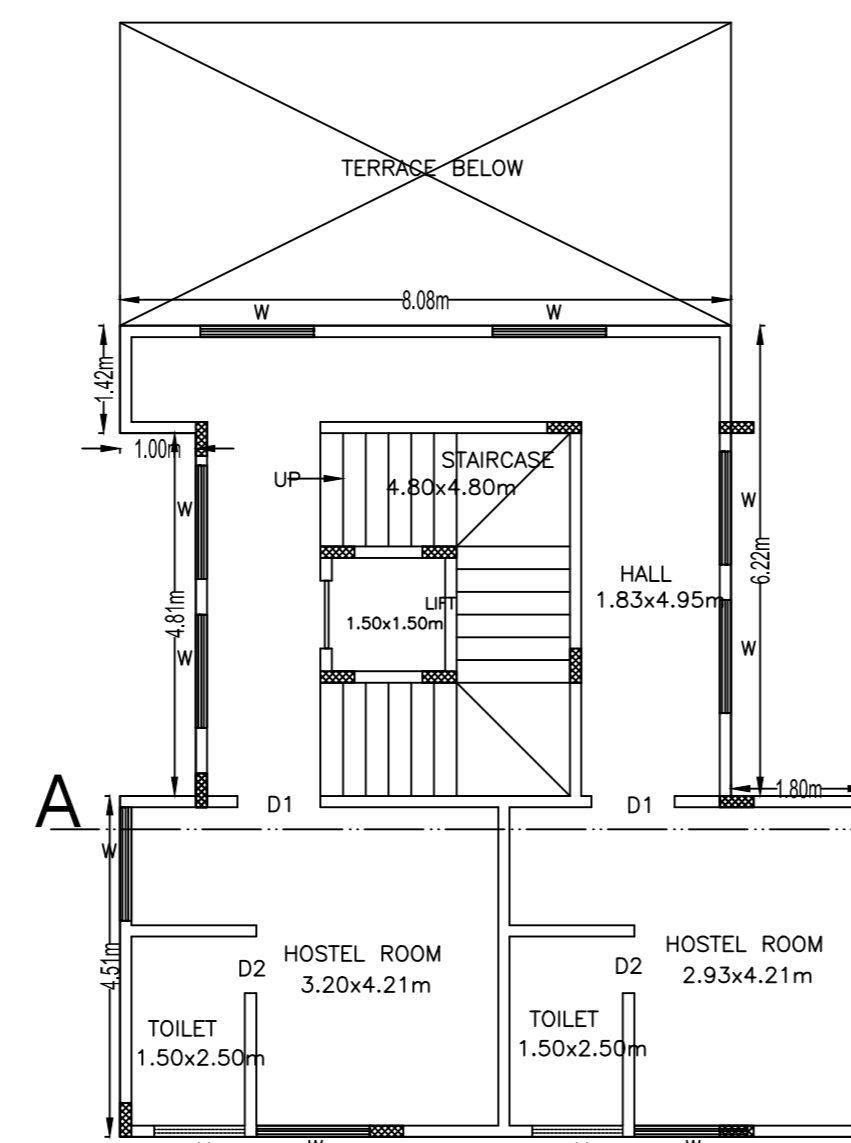 TERRACE BELOW
8.08m
W
W
1.42m
1.00m
STAIRCASE
4.80x4.80m
UP
W
W
6.22m
HALL
1.83x4.95m
LIFT
1.50x1.50m
4.81m
W
W
A
D1
D1
1.80m
W
4.51m
HOSTEL ROOM
3.20x4.21m
D2
HOSTEL ROOM
2.93x4.21m
D2
TOILET
1.50x2.50m
TOILET
1.50x2.50m
W
W